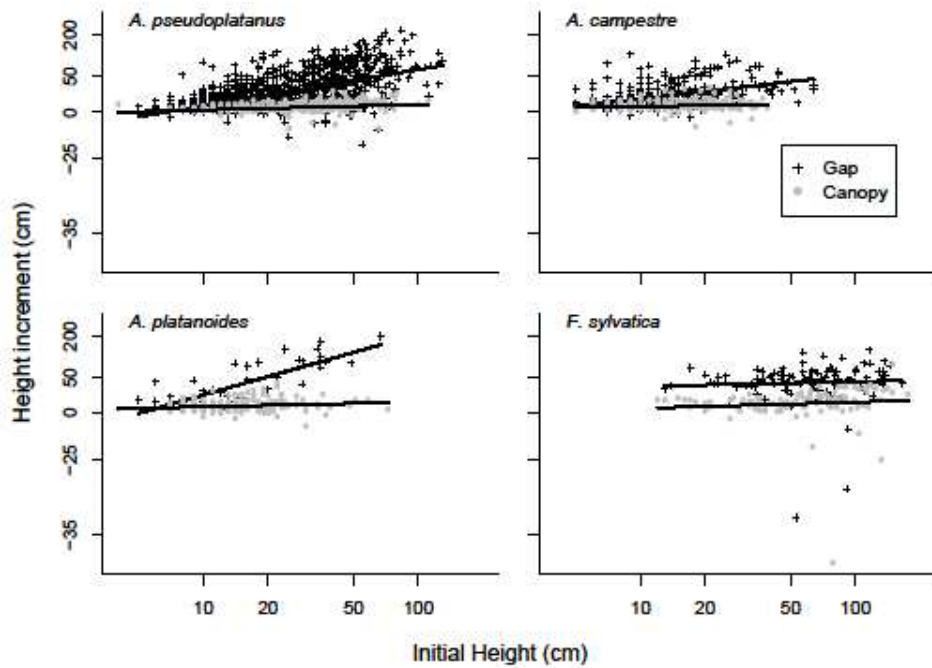 A. pseudoplatanus
A. campestre
200
50
0
-25
-35
Gap
Canopy
Height increment (cm)
A. platanoides
F. sylvatica
200
50
0
-25
-35
10 20 50 100
10 20 50 100
Initial Height (cm)